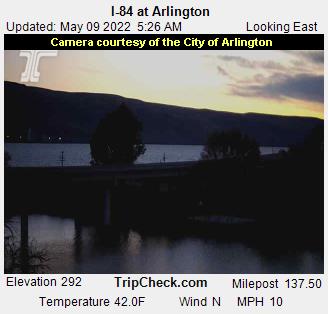 I-84 at Arlington
Updated: May 09 2022 5:26 AM Looking East
Camera courtesy of the City of Arlington
Elevation 292 TripCheck.com Milepost 137.50
Temperature 42.0F Wind N MPH 10